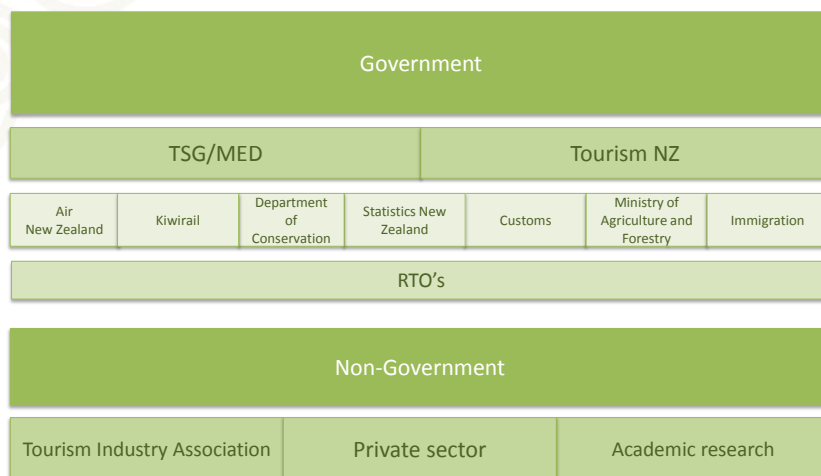 Government
TSG/MED
Tourism NZ
Air
New Zealand
Kiwirail
Department
of
Conservation
Statistics New
Zealand
Customs
Ministry of
Agriculture and
Forestry
Immigration
RTO's
Non-Government
Tourism Industry Association
Private sector
Academic research